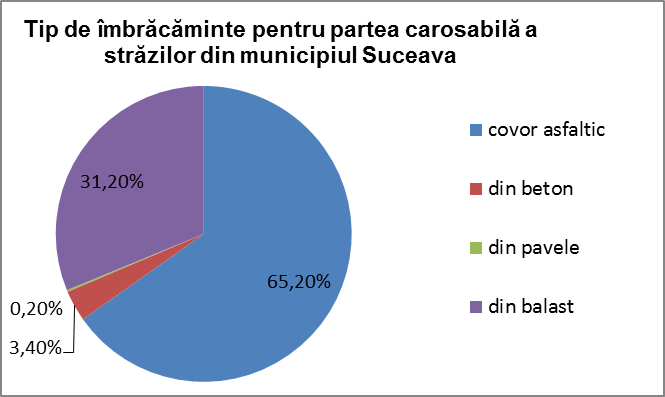 Tip de îmbrăcăminte pentru partea carosabilă a
străzilor din municipiul Suceava
31,20%
65,20%
0,20%
3,40%
covor asfaltic
din beton
din pavele
din balast